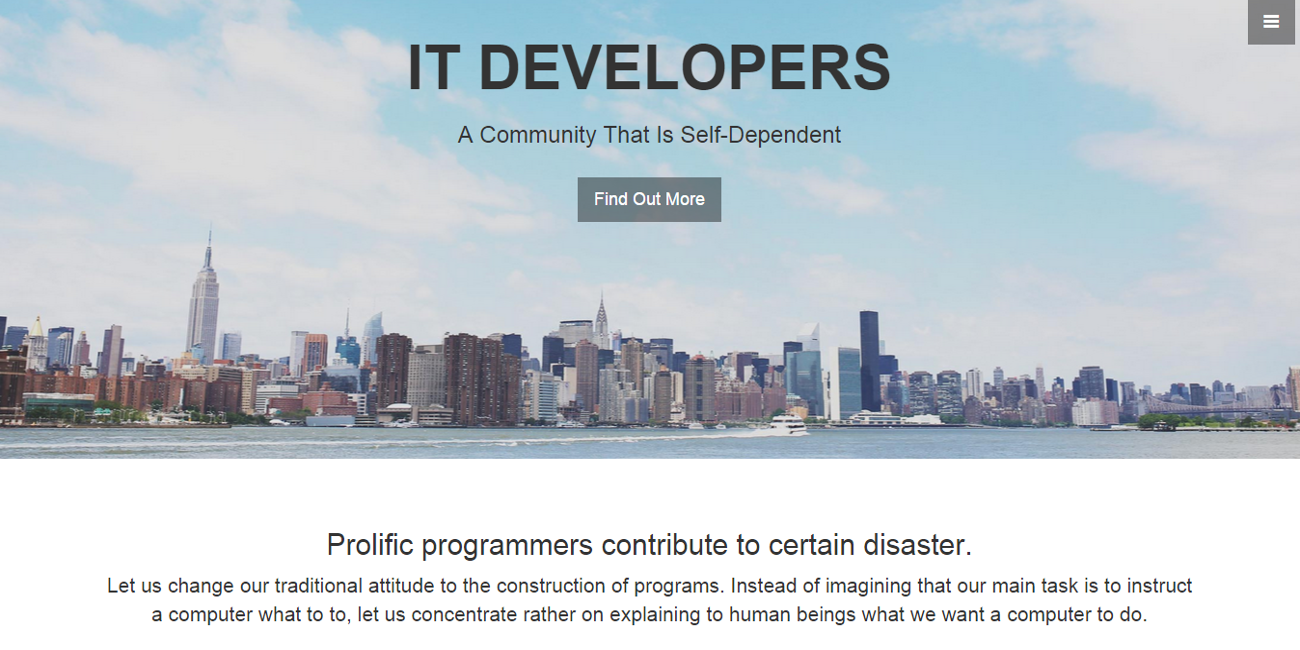 IT DEVELOPERS
A Community That Is Self-Dependent
Find Out More
Prolific programmers contribute to certain disaster.
Let us change our traditional attitude to the construction of programs. Instead of imagining that our main task is to instruct
a computer what to to, let us concentrate rather on explaining to human beings what we want a computer to do.